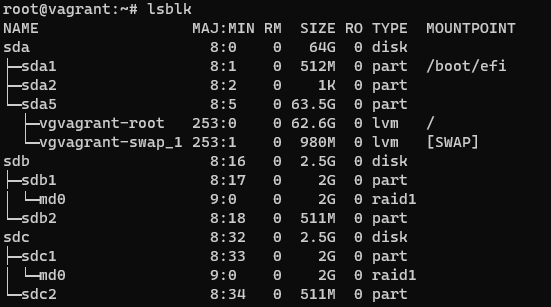 root@vagrant:~# lsblk
NAME                 MAJ:MIN RM   SIZE RO TYPE  MOUNTPOINT
sda                    8:0    0    64G  0 disk
├─sda1                 8:1    0   512M  0 part  /boot/efi
├─sda2                 8:2    0     1K  0 part
└─sda5                 8:5    0  63.5G  0 part
  ├─vgvagrant-root   253:0    0  62.6G  0 lvm   /
  └─vgvagrant-swap_1 253:1    0   980M  0 lvm   [SWAP]
sdb                    8:16   0   2.5G  0 disk
├─sdb1                 8:17   0     2G  0 part
│ └─md0                9:0    0     2G  0 raid1
└─sdb2                 8:18   0   511M  0 part
sdc                    8:32   0   2.5G  0 disk
├─sdc1                 8:33   0     2G  0 part
│ └─md0                9:0    0     2G  0 raid1
└─sdc2                 8:34   0   511M  0 part